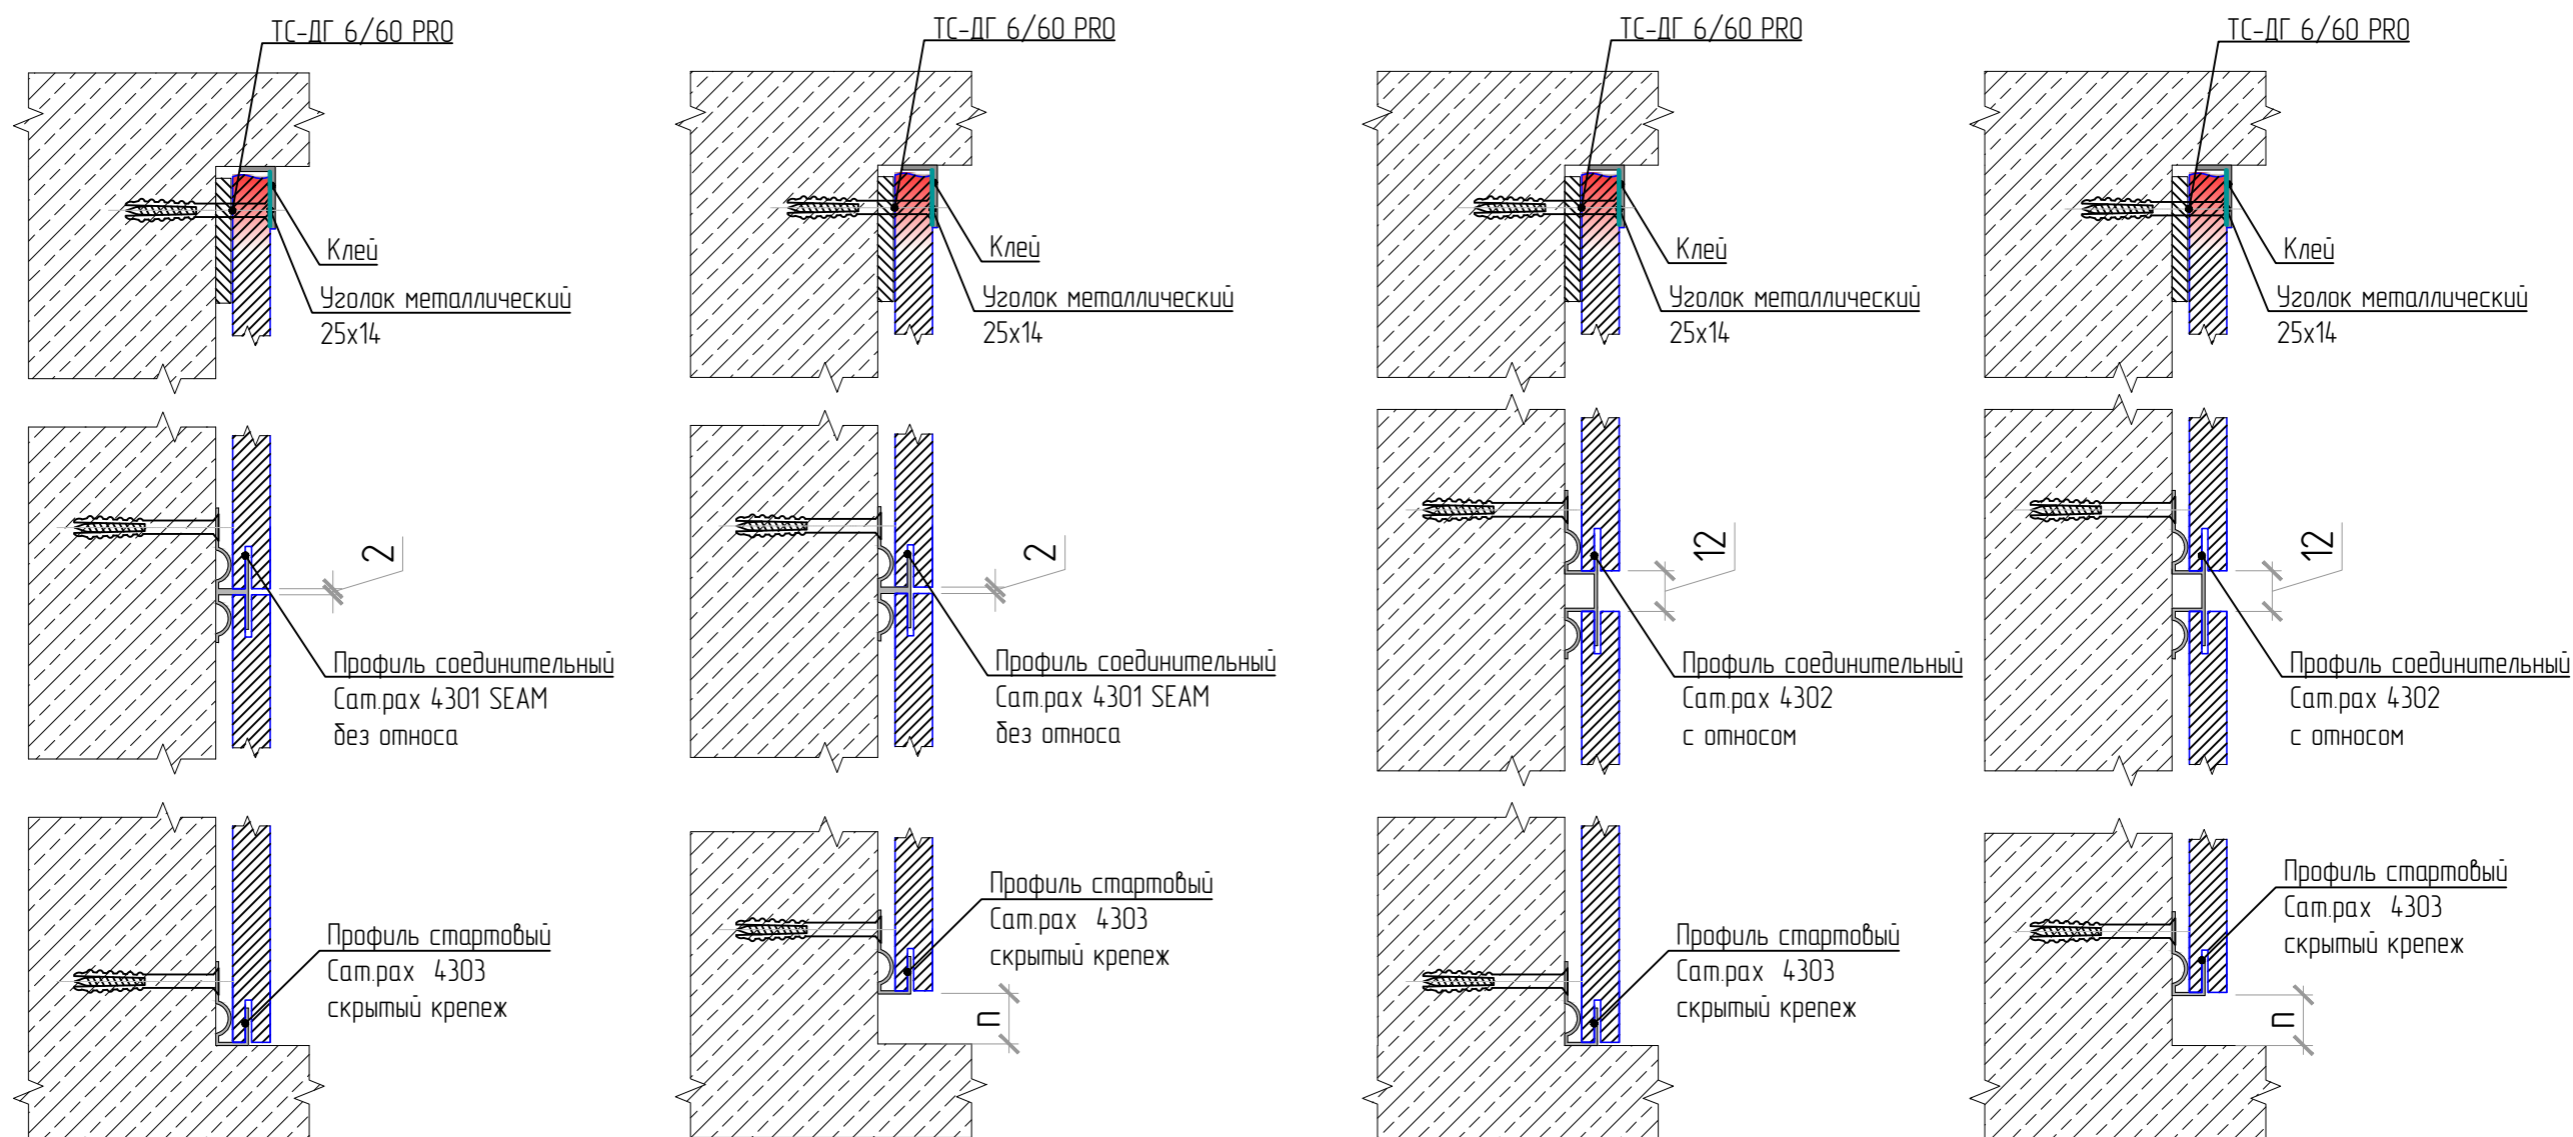 ТС-ДГ 6/60 PRO
ТС-ДГ 6/60 PRO
ТС-ДГ 6/60 PRO
ТС-ДГ 6/60 PRO
Клей
Уголок металлический
25х14
Клей
Уголок металлический
25х14
Клей
Уголок металлический
25х14
Клей
Уголок металлический
25х14
2
Профиль соединительный
Cam.pax 4301 SEAM
без относа
2
Профиль соединительный
Cam.pax 4301 SEAM
без относа
12
Профиль соединительный
Cam.pax 4302
с относом
12
Профиль соединительный
Cam.pax 4302
с относом
Профиль стартовый
Cam.pax 4303
скрытый крепеж
Профиль стартовый
Cam.pax 4303
скрытый крепеж
n
Профиль стартовый
Cam.pax 4303
скрытый крепеж
Профиль стартовый
Cam.pax 4303
скрытый крепеж
n